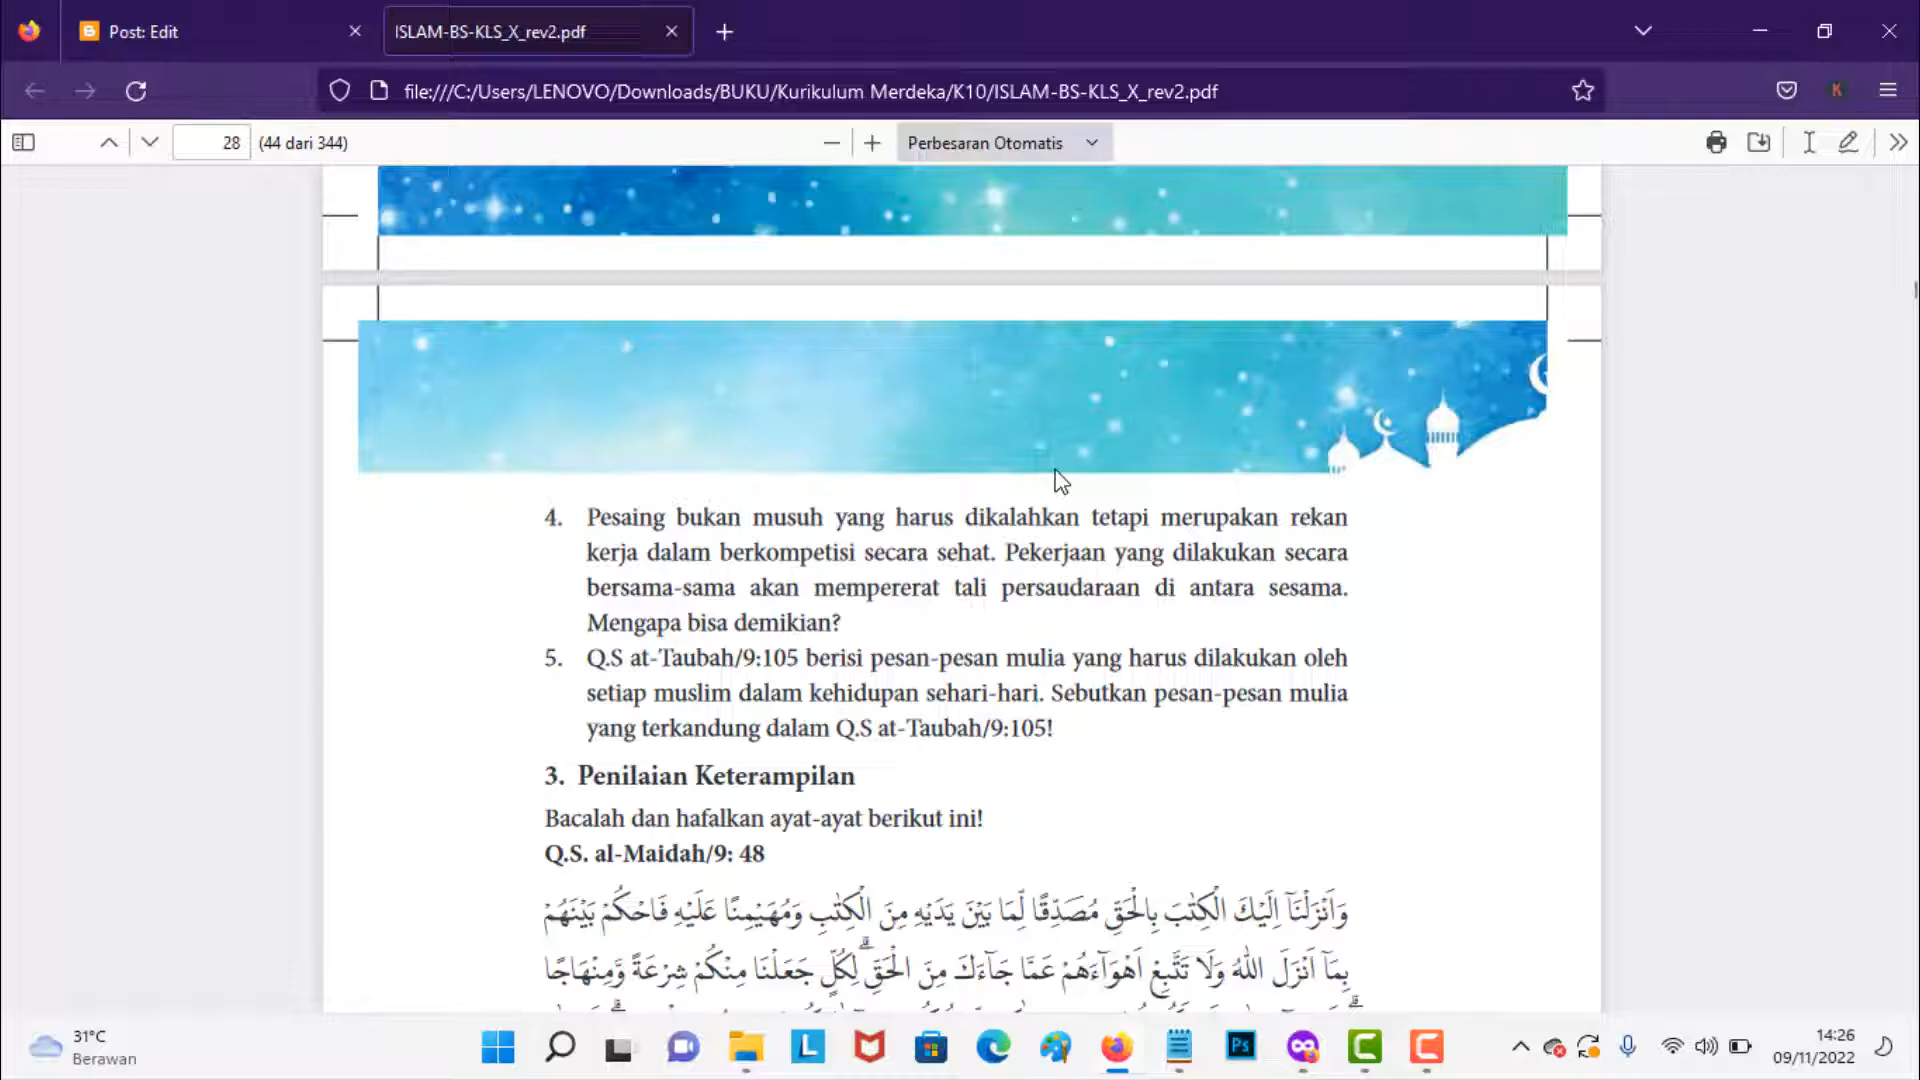 Post: Edit
ISLAM-BS-KLS_X_rev2.pdf
file:///C:/Users/LENOVO/Downloads/BUKU/Kurikulum Merdeka/K10/ISLAM-BS-KLS_X_rev2.pdf
K
28 (44 dari 344)
Perbesaran Otomatis
4. Pesaing bukan musuh yang harus dikalahkan tetapi merupakan rekan
kerja dalam berkompetisi secara sehat. Pekerjaan yang dilakukan secara
bersama-sama akan mempererat tali persaudaraan di antara sesama.
Mengapa bisa demikian?
5. Q.S at-Taubah/9:105 berisi pesan-pesan mulia yang harus dilakukan oleh
setiap muslim dalam kehidupan sehari-hari. Sebutkan pesan-pesan mulia
yang terkandung dalam Q.S at-Taubah/9:105!
3. Penilaian Keterampilan
Bacalah dan hafalkan ayat-ayat berikut ini!
Q.S. al-Maidah/9: 48
وَاَنْزَلْنَآ اِلَيْكَ الْكِتٰبَ بِالْحَقِّ مُصَدِّقًا لِّمَا بَيْنَ يَدَيْهِ مِنَ الْكِتٰبِ وَمُهَيْمِنًا عَلَيْهِ فَاحْكُمْ بَيْنَهُمْ
بِمَآ اَنْزَلَ اللّٰهُ وَلَا تَتَّبِعْ اَهْوَاۤءَهُمْ عَمَّا جَاۤءَكَ مِنَ الْحَقِّۗ لِكُلٍّ جَعَلْنَا مِنْكُمْ شِرْعَةً وَّمِنْهَاجًا
31°C
Berawan
L
Ps
C
C
14:26
09/11/2022